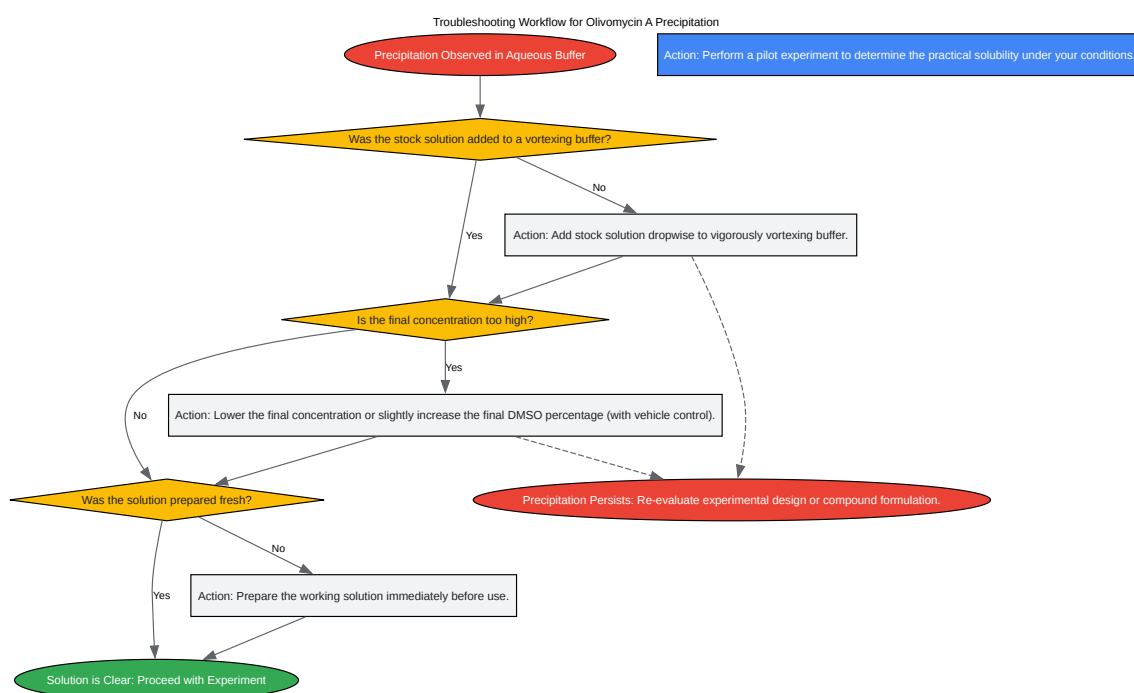 Troubleshooting Workflow for Olivomycin A Precipitation
Precipitation Observed in Aqueous Buffer
Action: Perform a pilot experiment to determine the practical solubility under your conditions.
Was the stock solution added to a vortexing buffer?
No
Action: Add stock solution dropwise to vigorously vortexing buffer.
Yes
Is the final concentration too high?
Yes
No
Action: Lower the final concentration or slightly increase the final DMSO percentage (with vehicle control).
Was the solution prepared fresh?
Precipitation Persists: Re-evaluate experimental design or compound formulation.
No
Yes
Action: Prepare the working solution immediately before use.
Solution is Clear: Proceed with Experiment